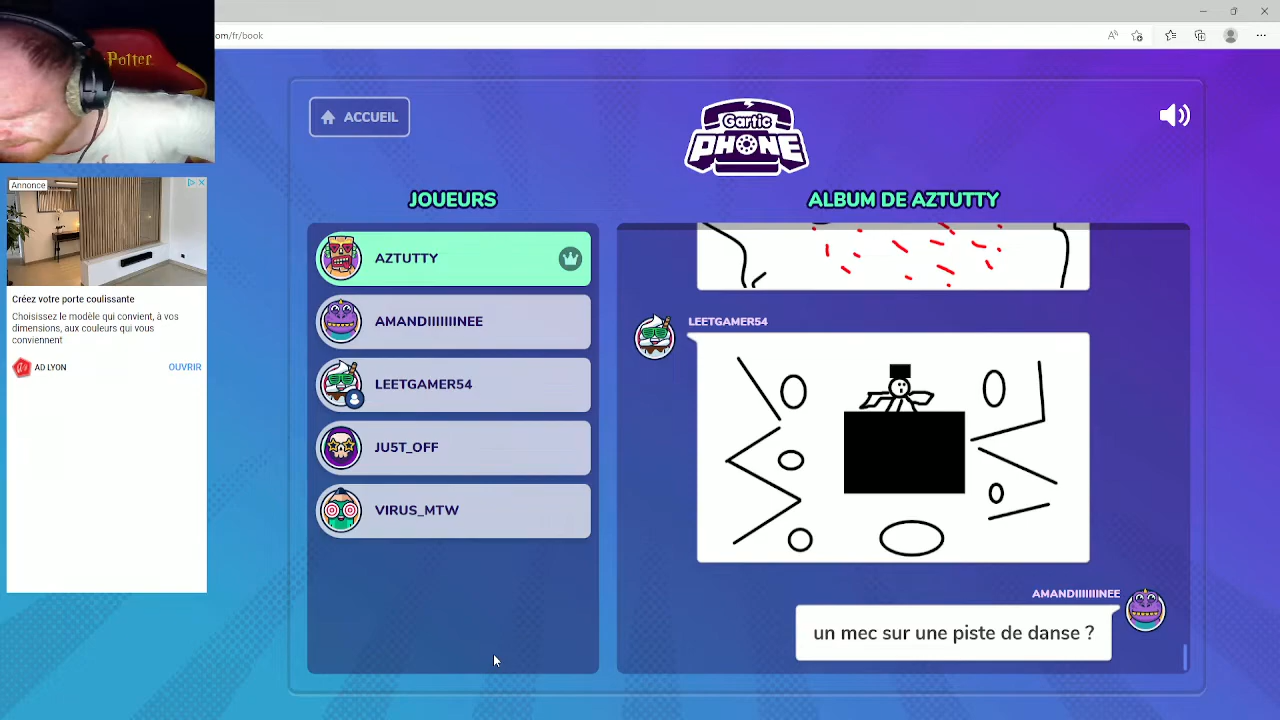 Potter
om/fr/book
ACCUEIL
Gartic
PHONE
Annonce
Créez votre porte coulissante
Choisissez le modèle qui convient, à vos
dimensions, aux couleurs qui vous
conviennent
AD LYON
OUVRIR
JOUEURS
AZTUTTY
AMANDIIIIIIINEE
LEETGAMER54
JU5T_OFF
VIRUS_MTW
ALBUM DE AZTUTTY
LEETGAMER54
AMANDIIIIIIINEE
un mec sur une piste de danse ?